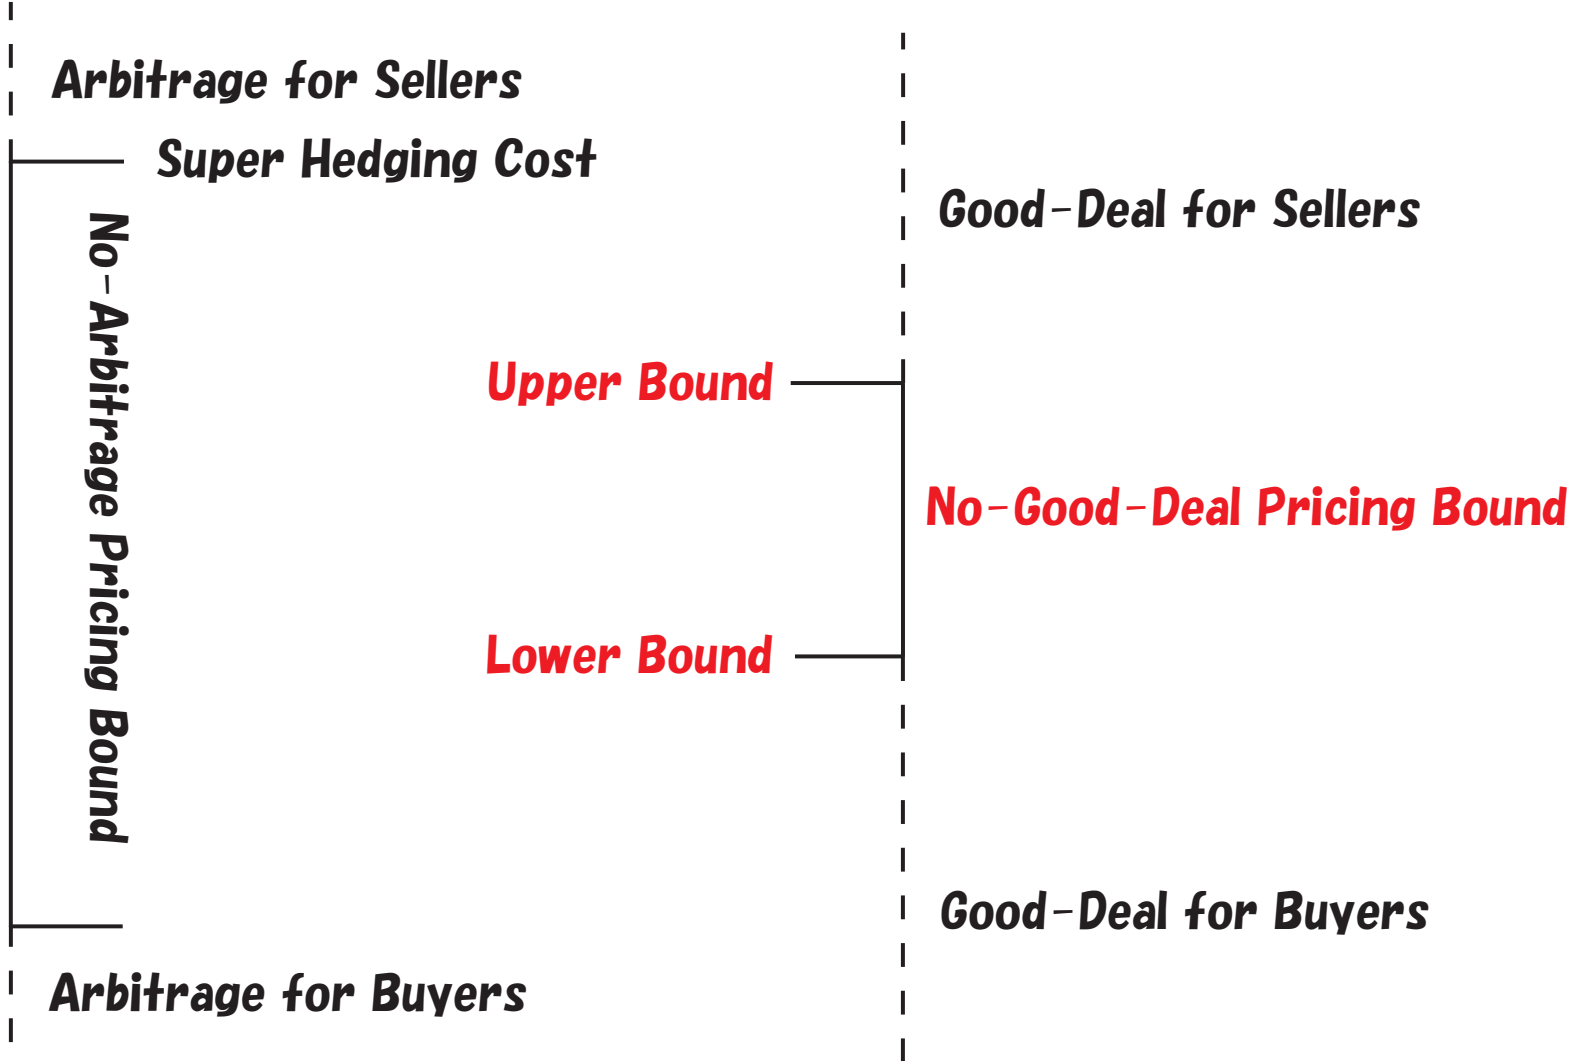 Arbitrage for Sellers
Super Hedging Cost
No-Arbitrage Pricing Bound
Arbitrage for Buyers
Good-Deal for Sellers
Upper Bound
No-Good-Deal Pricing Bound
Lower Bound
Good-Deal for Buyers